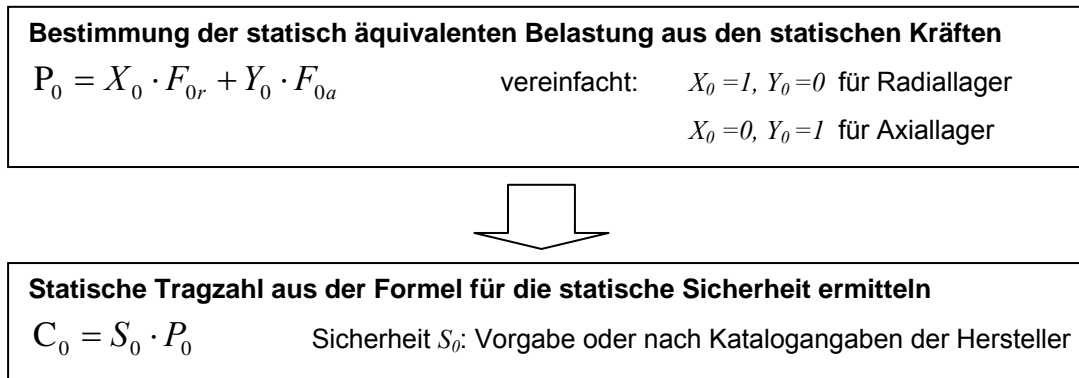 Bestimmung der statisch äquivalenten Belastung aus den statischen Kräften
P₀ = X₀ · F₀ᵣ + Y₀ · F₀ₐ vereinfacht: X₀ =1, Y₀ =0 für Radiallager
X₀ =0, Y₀ =1 für Axiallager
Statische Tragzahl aus der Formel für die statische Sicherheit ermitteln
C₀ = S₀ · P₀ Sicherheit S₀: Vorgabe oder nach Katalogangaben der Hersteller